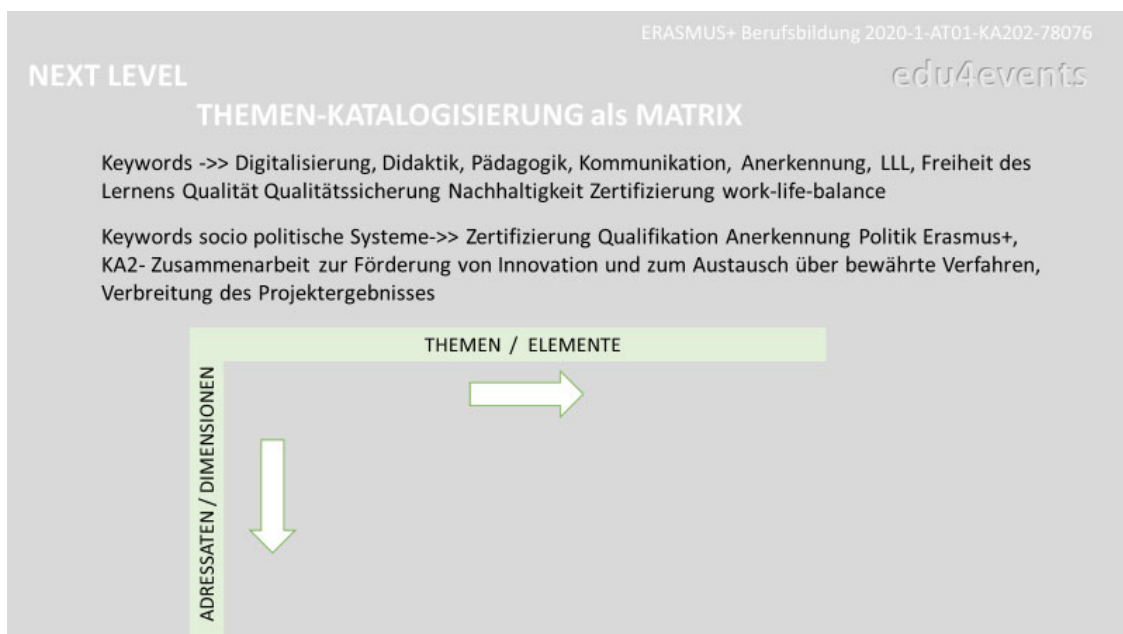 ERASMUS+ Berufsbildung 2020-1-AT01-KA202-78076
NEXT LEVEL
edu4events
THEMEN-KATALOGISIERUNG als MATRIX
Keywords ->> Digitalisierung, Didaktik, Pädagogik, Kommunikation, Anerkennung, LLL, Freiheit des
Lernens Qualität Qualitätssicherung Nachhaltigkeit Zertifizierung work-life-balance
Keywords socio politische Systeme->> Zertifizierung Qualifikation Anerkennung Politik Erasmus+,
KA2- Zusammenarbeit zur Förderung von Innovation und zum Austausch über bewährte Verfahren,
Verbreitung des Projektergebnisses
THEMEN / ELEMENTE
ADRESSATEN / DIMENSIONEN